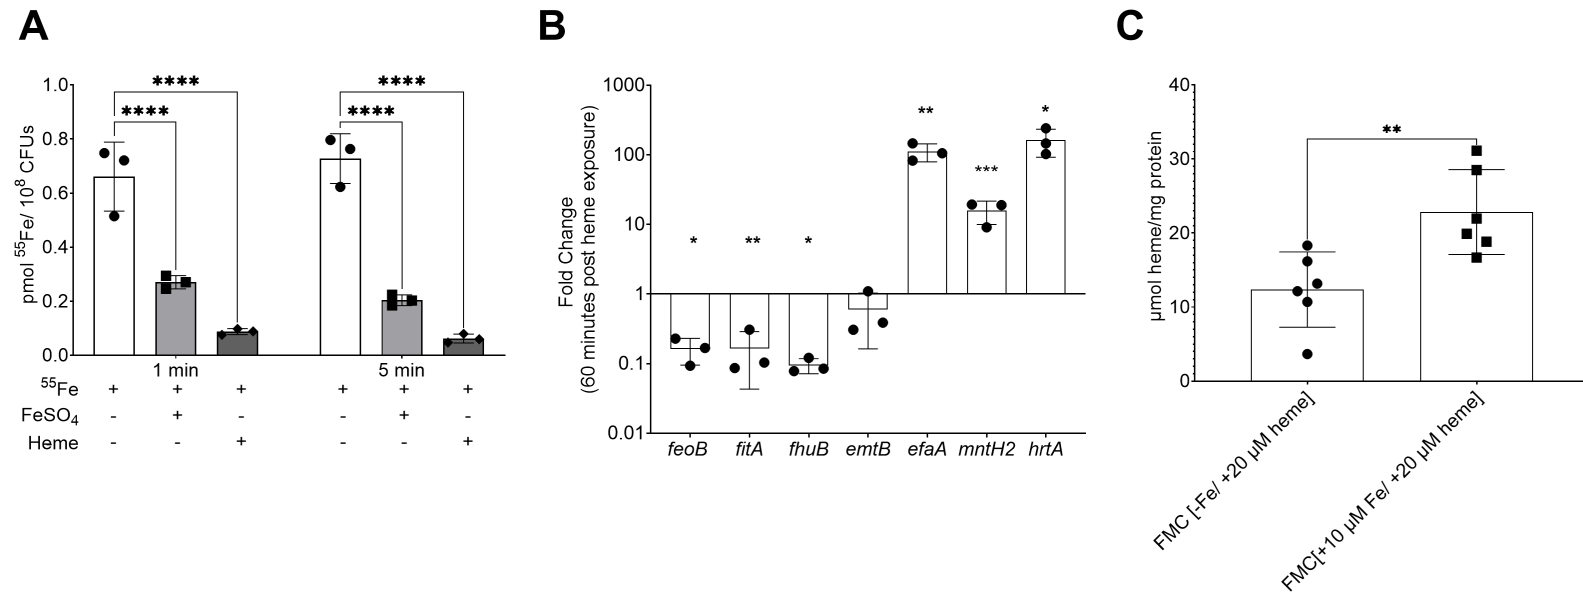 A
pmol ⁵⁵Fe/ 10⁸ CFUs
1.0
0.8
0.6
0.4
0.2
0.0
**** ****
**** ****
1 min 5 min
⁵⁵Fe + + + + + +
FeSO₄ - + - - + -
Heme - - + - - +
B
Fold Change
(60 minutes post heme exposure)
1000
100
10
1
0.1
0.01
* ** * ** *** *
feoB fitA fhuB emtB efaA mntH2 hrtA
C
µmol heme/mg protein
40
30
20
10
0
**
FMC [-Fe/ +20 µM heme]
FMC[+10 µM Fe/ +20 µM heme]